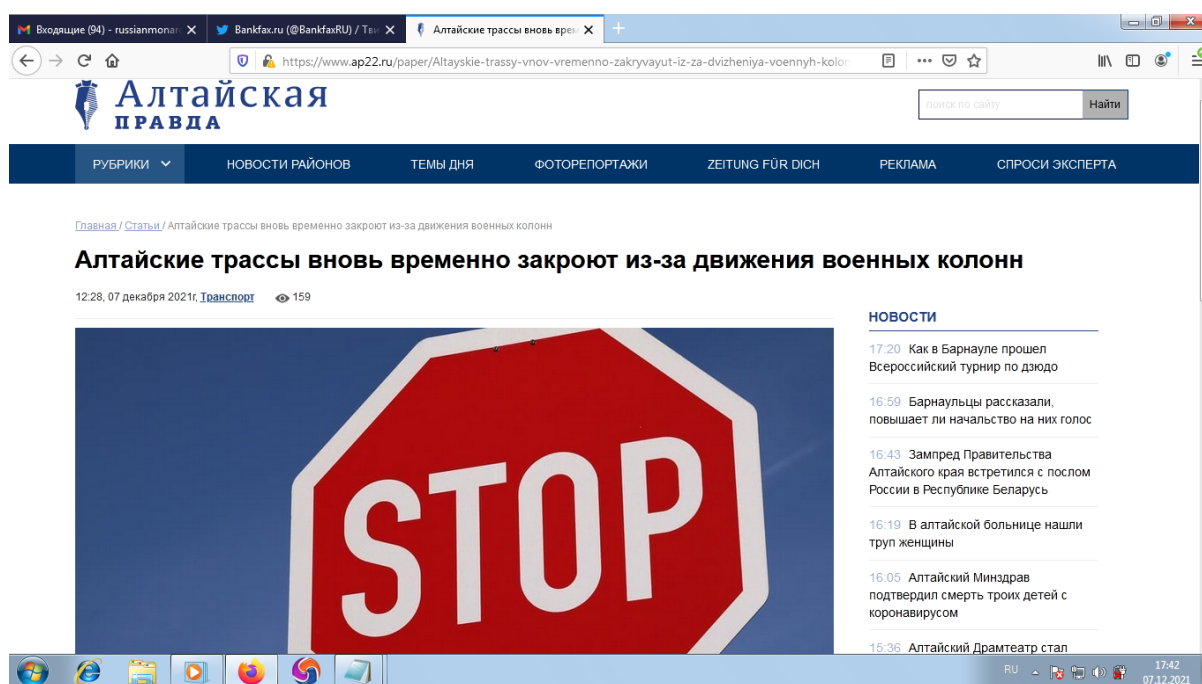 Входящие (94) - russianmonar
Bankfax.ru (@BankfaxRU) / Тви
Алтайские трассы вновь врем
https://www.ap22.ru/paper/Altayskie-trassy-vnov-vremenno-zakryvayut-iz-za-dvizheniya-voennyh-kolon
Алтайская
ПРАВДА
поиск по сайту
Найти
РУБРИКИ
НОВОСТИ РАЙОНОВ
ТЕМЫ ДНЯ
ФОТОРЕПОРТАЖИ
ZEITUNG FÜR DICH
РЕКЛАМА
СПРОСИ ЭКСПЕРТА
Главная / Статьи / Алтайские трассы вновь временно закроют из-за движения военных колонн
Алтайские трассы вновь временно закроют из-за движения военных колонн
12:28, 07 декабря 2021г, Транспорт 159
STOP
НОВОСТИ
17:20 Как в Барнауле прошел
Всероссийский турнир по дзюдо
16:59 Барнаульцы рассказали,
повышает ли начальство на них голос
16:43 Зампред Правительства
Алтайского края встретился с послом
России в Республике Беларусь
16:19 В алтайской больнице нашли
труп женщины
16:05 Алтайский Минздрав
подтвердил смерть троих детей с
коронавирусом
15:36 Алтайский Драмтеатр стал
RU
17:42
07.12.2021